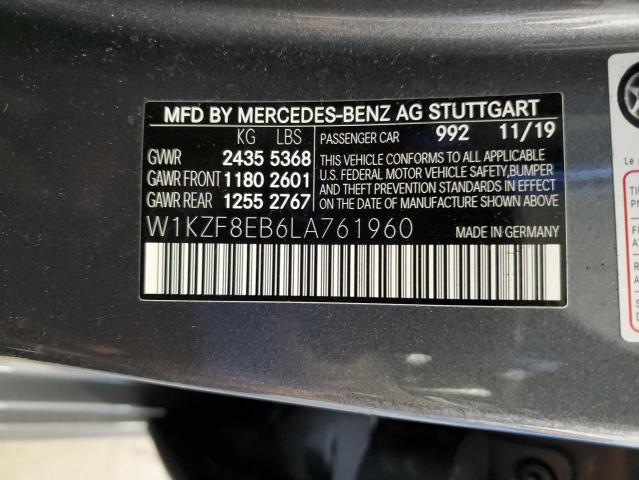 MFD BY MERCEDES-BENZ AG STUTTGART
KG LBS PASSENGER CAR 992 11/19
GVWR 2435 5368
GAWR FRONT 1180 2601
GAWR REAR 1255 2767
THIS VEHICLE CONFORMS TO ALL APPLICABLE
U.S. FEDERAL MOTOR VEHICLE SAFETY,BUMPER
AND THEFT PREVENTION STANDARDS IN EFFECT
ON THE DATE OF MANUFACTURE SHOWN ABOVE
W1KZF8EB6LA761960 MADE IN GERMANY
Le